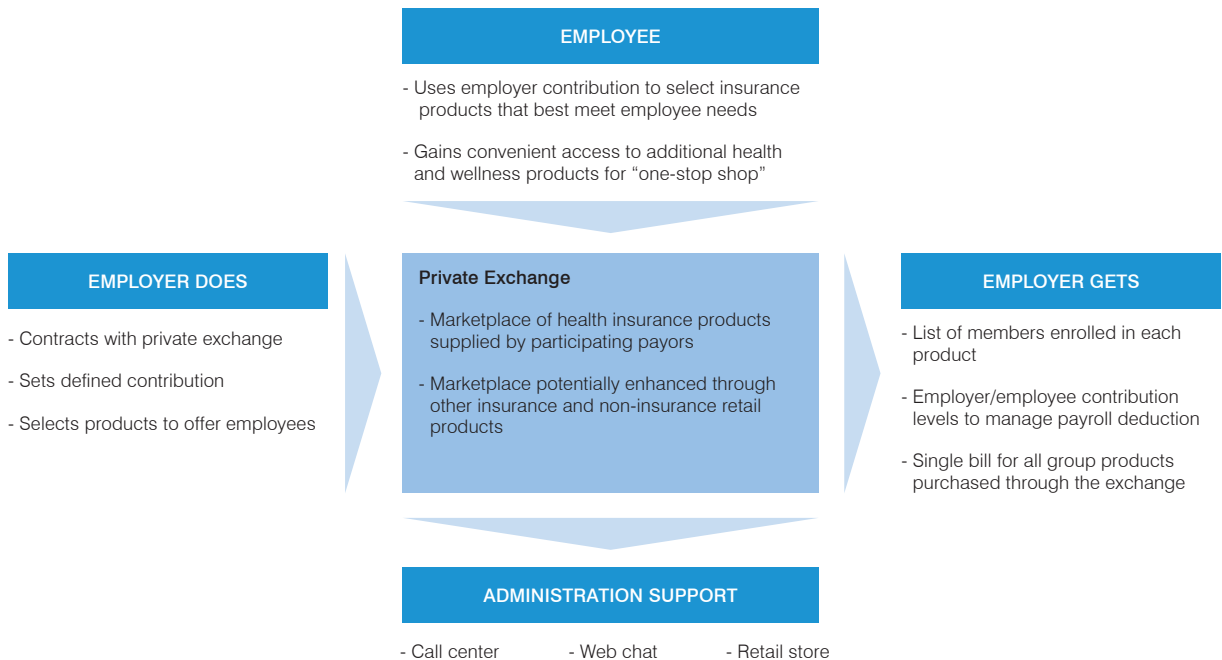 EMPLOYEE
- Uses employer contribution to select insurance
products that best meet employee needs
- Gains convenient access to additional health
and wellness products for “one-stop shop”
EMPLOYER DOES
- Contracts with private exchange
- Sets defined contribution
- Selects products to offer employees
Private Exchange
- Marketplace of health insurance products
supplied by participating payors
- Marketplace potentially enhanced through
other insurance and non-insurance retail
products
EMPLOYER GETS
- List of members enrolled in each
product
- Employer/employee contribution
levels to manage payroll deduction
- Single bill for all group products
purchased through the exchange
ADMINISTRATION SUPPORT
- Call center - Web chat - Retail store